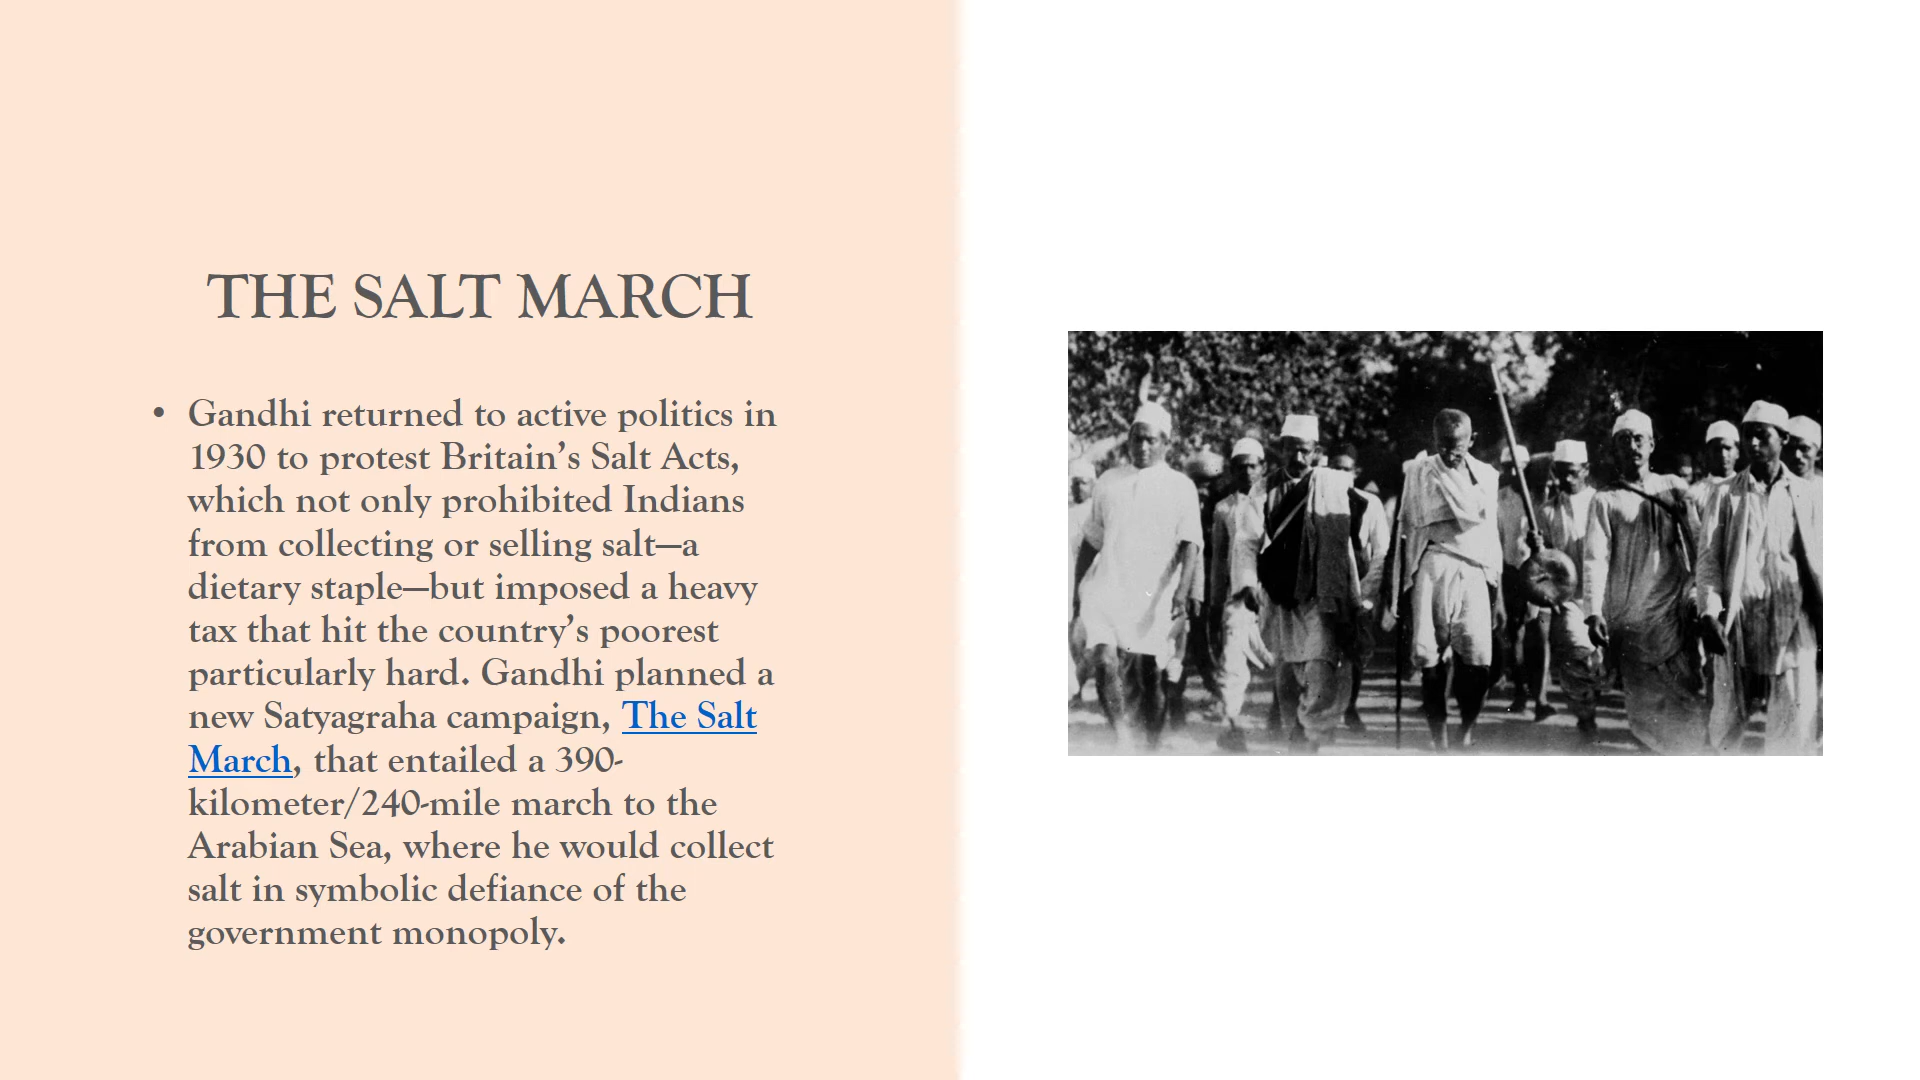 THE SALT MARCH
• Gandhi returned to active politics in
1930 to protest Britain’s Salt Acts,
which not only prohibited Indians
from collecting or selling salt—a
dietary staple—but imposed a heavy
tax that hit the country’s poorest
particularly hard. Gandhi planned a
new Satyagraha campaign, The Salt
March, that entailed a 390-
kilometer/240-mile march to the
Arabian Sea, where he would collect
salt in symbolic defiance of the
government monopoly.